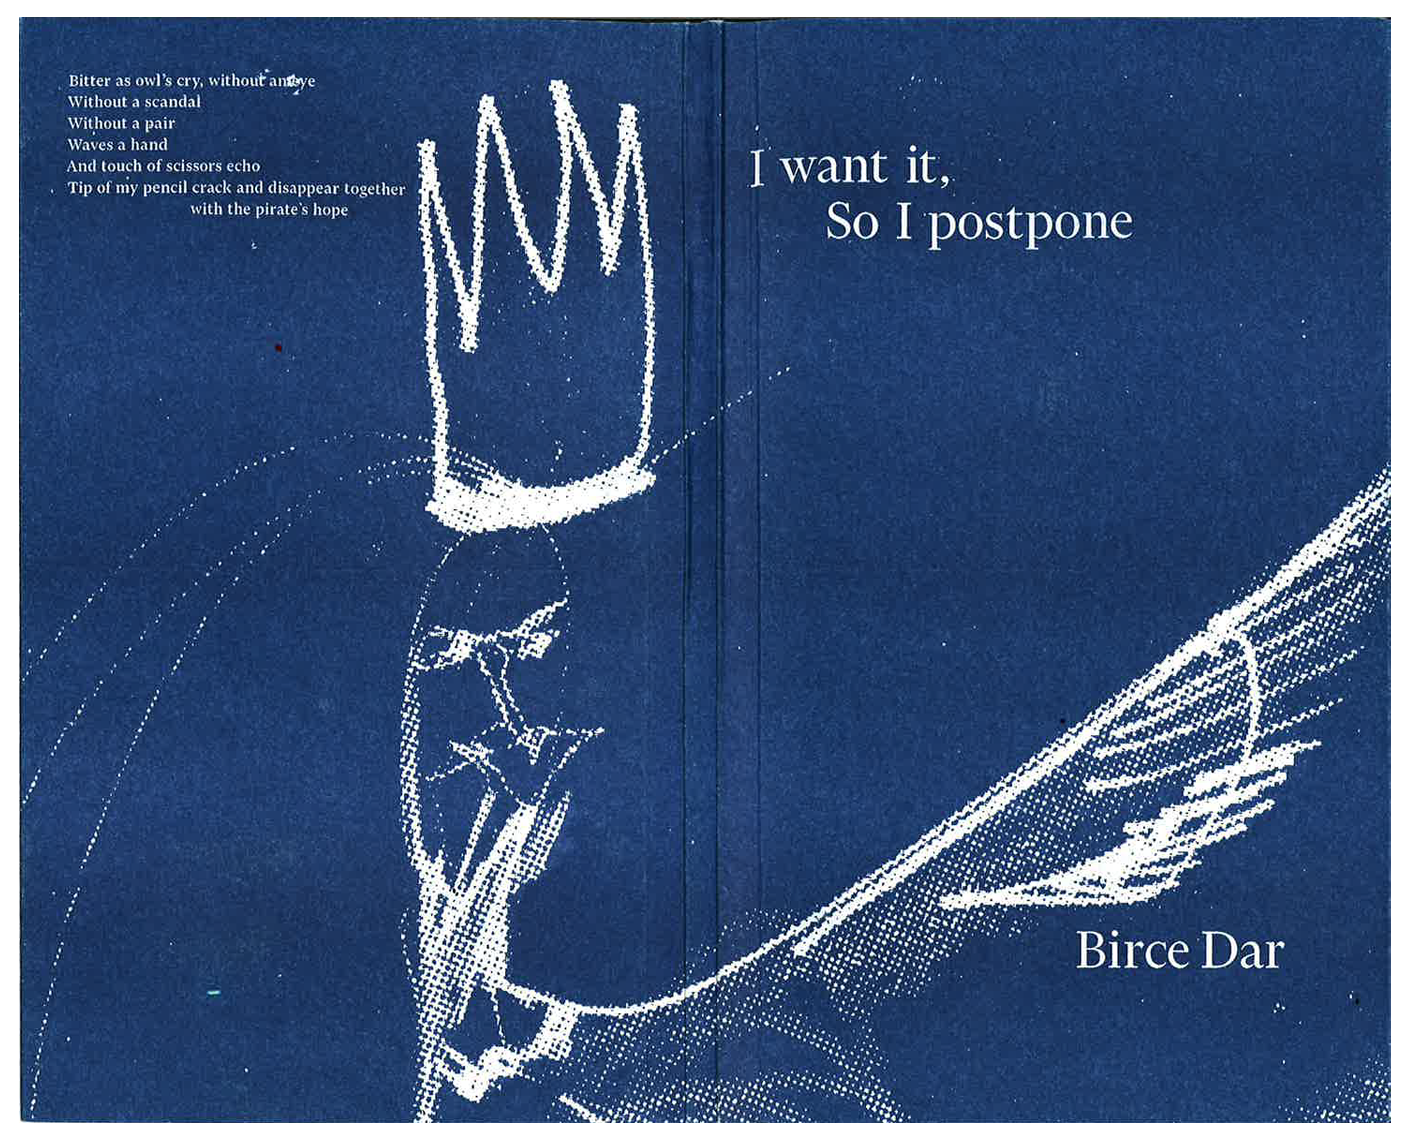 Bitter as owl's cry, without an eye
Without a scandal
Without a pair
Waves a hand
And touch of scissors echo
Tip of my pencil crack and disappear together
with the pirate's hope
I want it,
So I postpone
Birce Dar